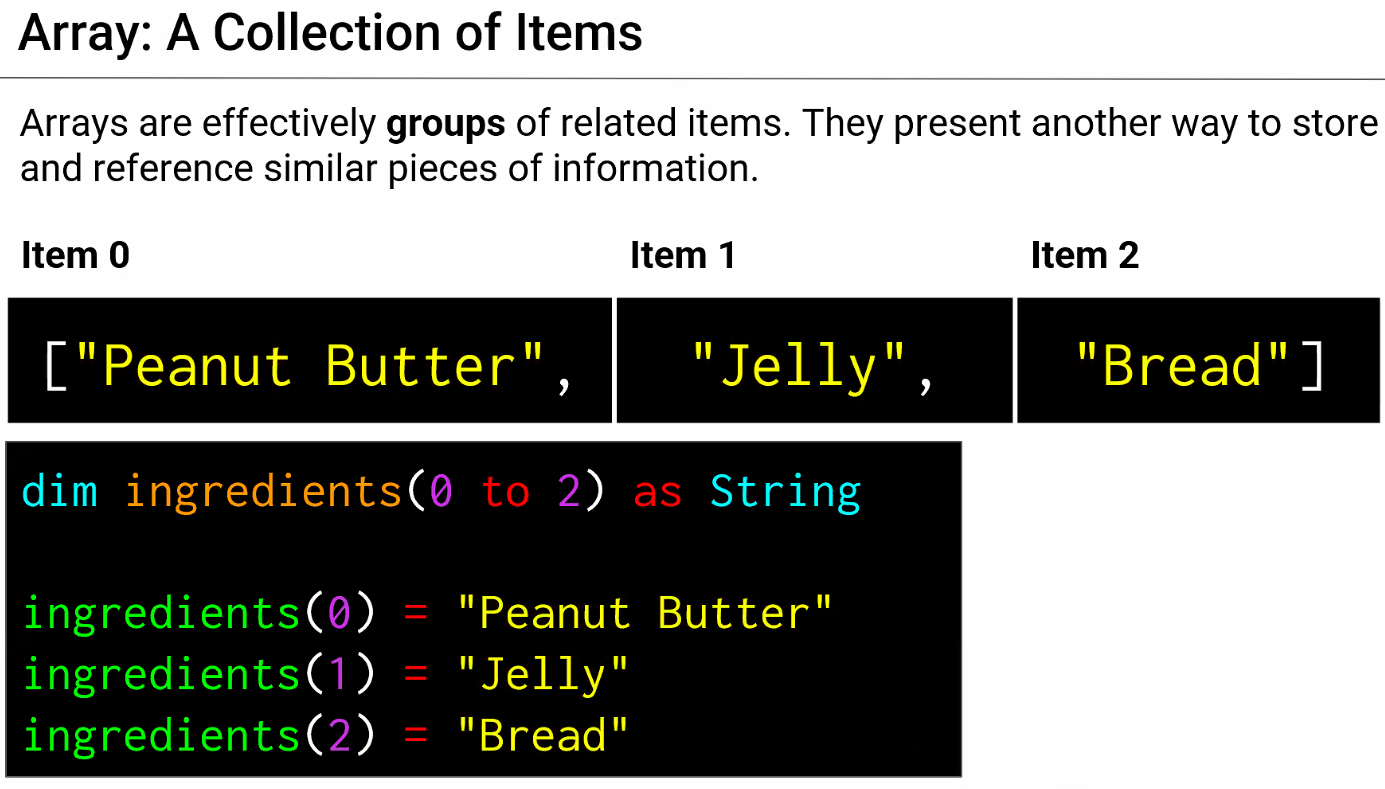 Array: A Collection of Items
Arrays are effectively groups of related items. They present another way to store
and reference similar pieces of information.
Item 0 Item 1 Item 2
["Peanut Butter", "Jelly", "Bread"]
dim ingredients(0 to 2) as String
ingredients(0) = "Peanut Butter"
ingredients(1) = "Jelly"
ingredients(2) = "Bread"